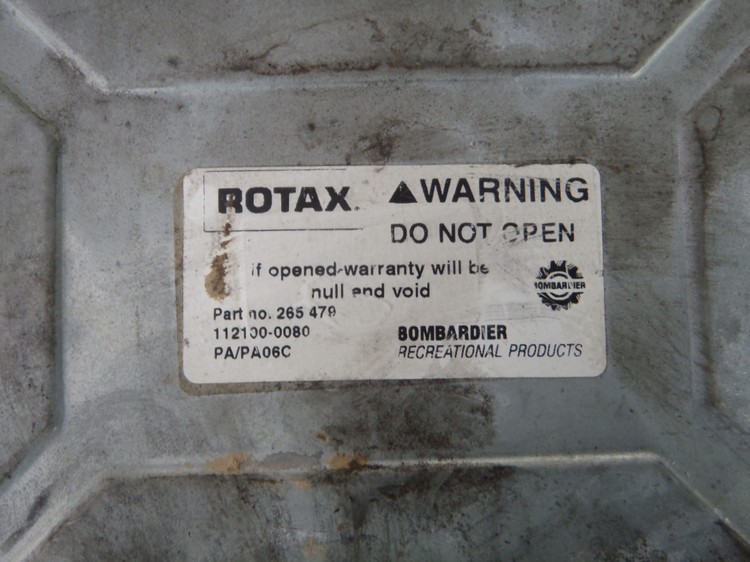 ROTAX
WARNING
DO NOT OPEN
if opened warranty will be
null and void
BOMBARDIER
Part no. 265 479
112100-0080
PA/PA06C
BOMBARDIER
RECREATIONAL PRODUCTS